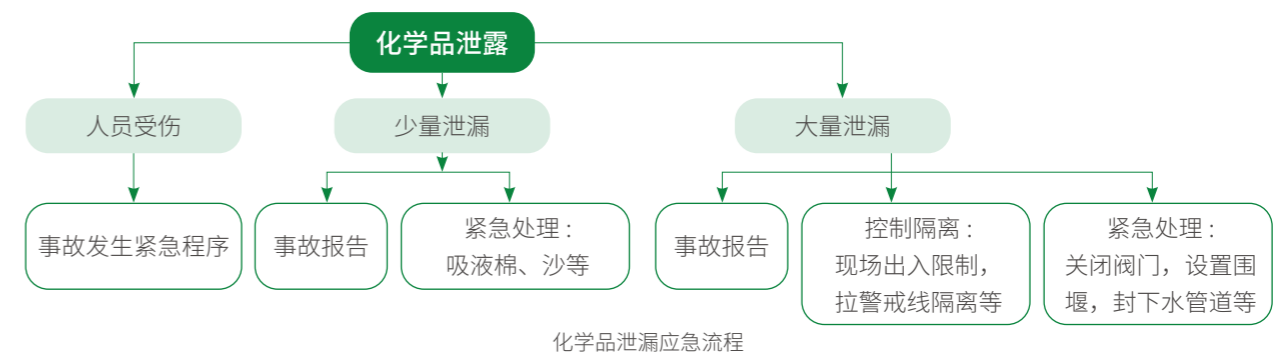 化学品泄露
人员受伤
少量泄漏
大量泄漏
事故发生紧急程序
事故报告
紧急处理:
吸液棉、沙等
事故报告
控制隔离:
现场出入限制,
拉警戒线隔离等
紧急处理:
关闭阀门,设置围
堰,封下水管道等
化学品泄漏应急流程